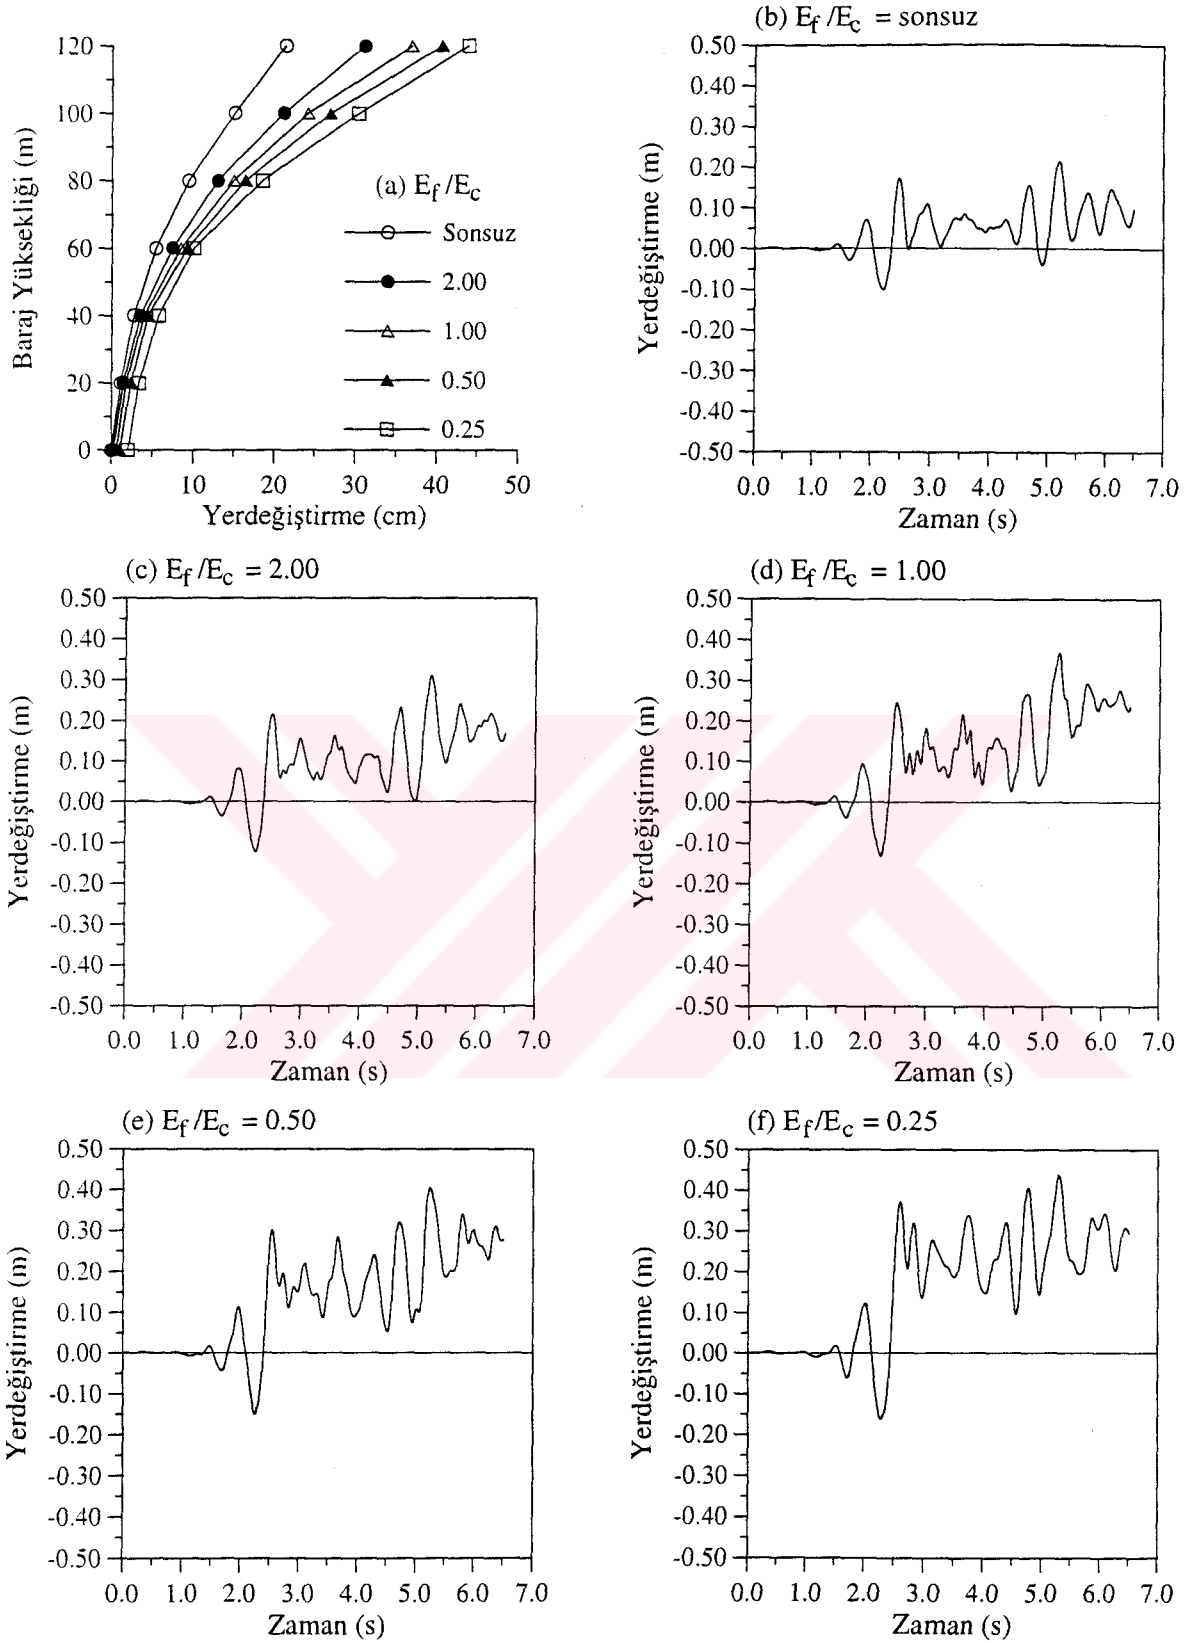 (a) Ef /Ec
Sonsuz
2.00
1.00
0.50
0.25
120
100
80
60
40
20
0
0 10 20 30 40 50
Baraj Yüksekliği (m)
Yerdeğiştirme (cm)
(b) Ef /Ec = sonsuz
0.50
0.40
0.30
0.20
0.10
0.00
-0.10
-0.20
-0.30
-0.40
-0.50
0.0 1.0 2.0 3.0 4.0 5.0 6.0 7.0
Yerdeğiştirme (m)
Zaman (s)
(c) Ef /Ec = 2.00
0.50
0.40
0.30
0.20
0.10
0.00
-0.10
-0.20
-0.30
-0.40
-0.50
0.0 1.0 2.0 3.0 4.0 5.0 6.0 7.0
Yerdeğiştirme (m)
Zaman (s)
(d) Ef /Ec = 1.00
0.50
0.40
0.30
0.20
0.10
0.00
-0.10
-0.20
-0.30
-0.40
-0.50
0.0 1.0 2.0 3.0 4.0 5.0 6.0 7.0
Yerdeğiştirme (m)
Zaman (s)
(e) Ef /Ec = 0.50
0.50
0.40
0.30
0.20
0.10
0.00
-0.10
-0.20
-0.30
-0.40
-0.50
0.0 1.0 2.0 3.0 4.0 5.0 6.0 7.0
Yerdeğiştirme (m)
Zaman (s)
(f) Ef/Ec = 0.25
0.50
0.40
0.30
0.20
0.10
0.00
-0.10
-0.20
-0.30
-0.40
-0.50
0.0 1.0 2.0 3.0 4.0 5.0 6.0 7.0
Yerdeğiştirme (m)
Zaman (s)